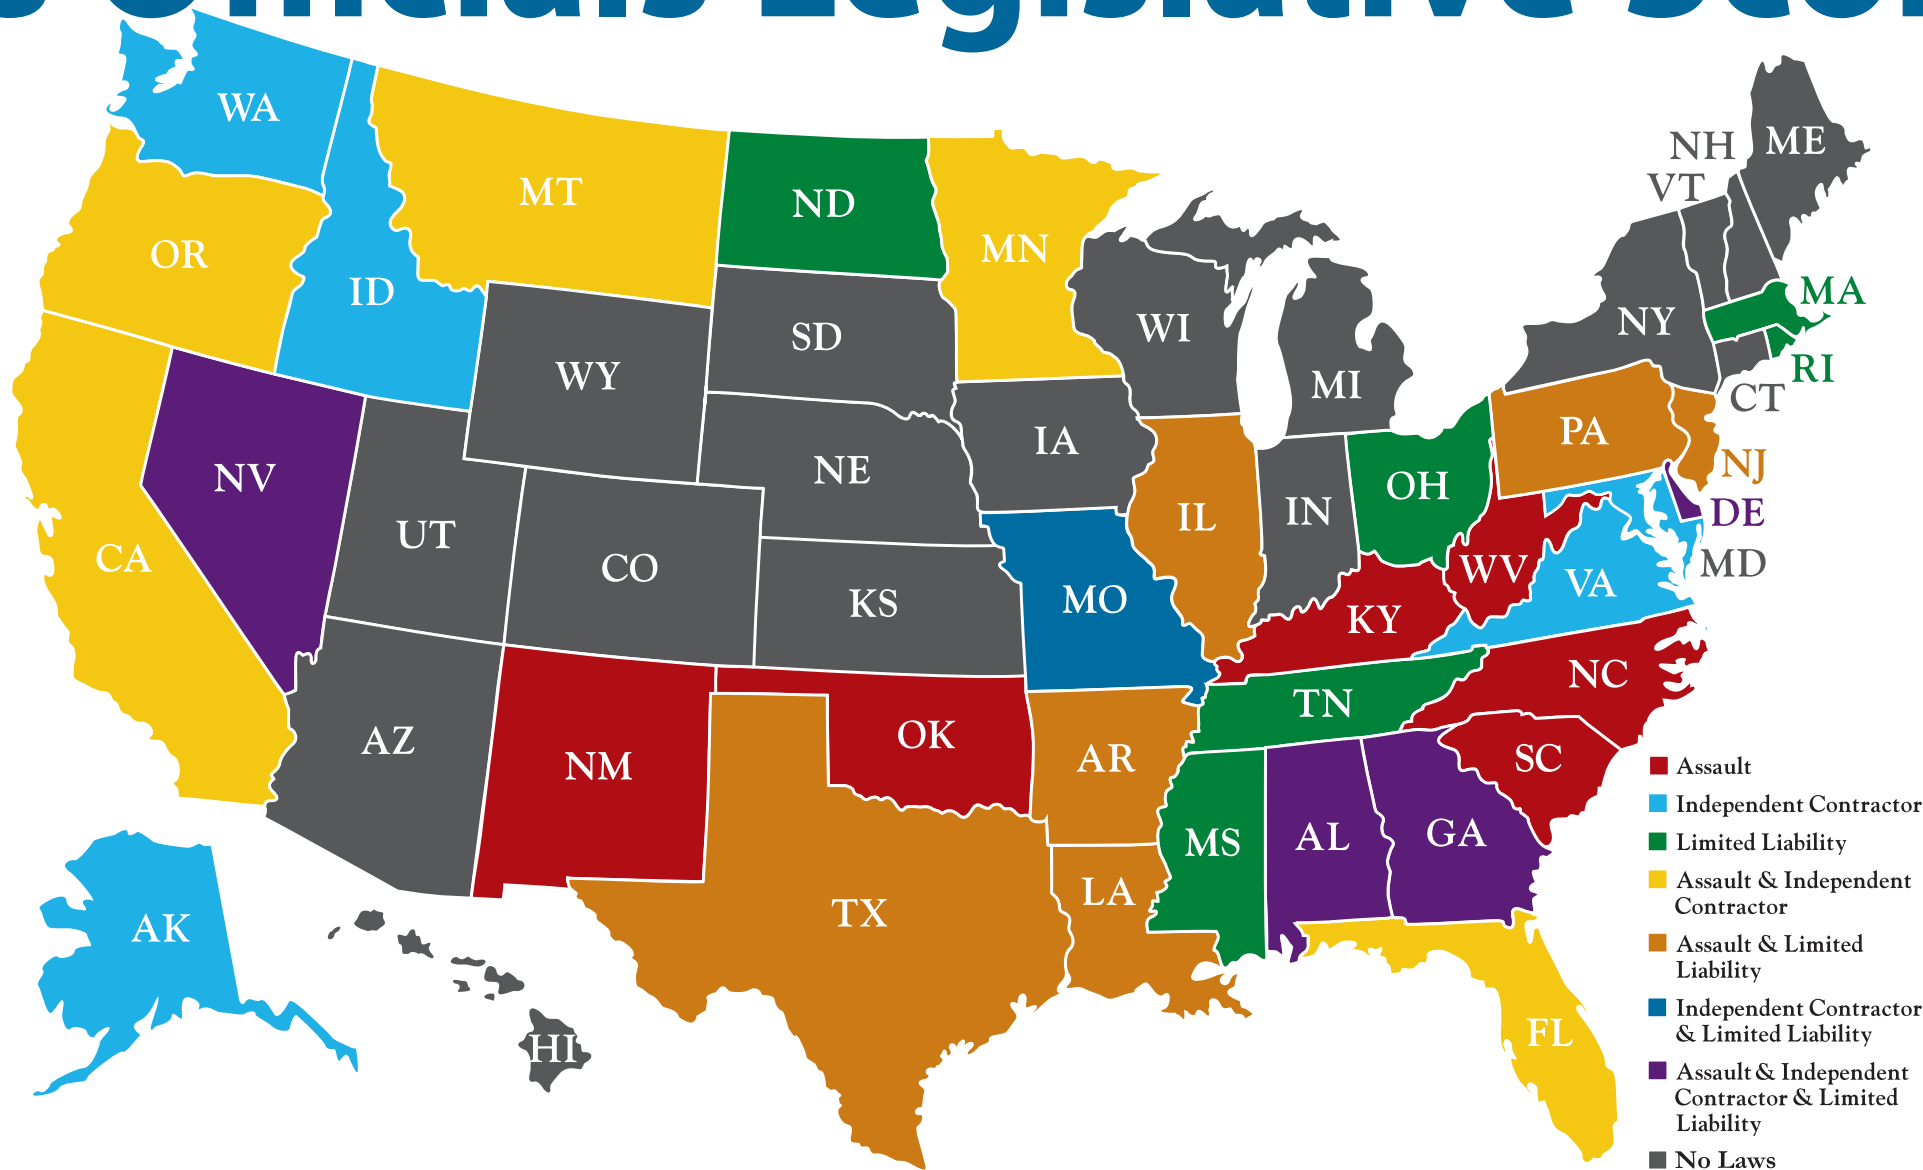 Officials Legislative
WA
MT
ND
MN
OR
ID
SD
WY
WI
MI
NH
VT
ME
NY
MA
RI
CT
NV
UT
CA
CO
NE
IA
KS
MO
IL
IN
OH
PA
NJ
DE
MD
WV
VA
KY
AZ
NM
OK
AR
TN
NC
SC
TX
LA
MS
AL
GA
FL
AK
HI
Assault
Independent Contractor
Limited Liability
Assault & Independent
Contractor
Assault & Limited
Liability
Independent Contractor
& Limited Liability
Assault & Independent
Contractor & Limited
Liability
No Laws